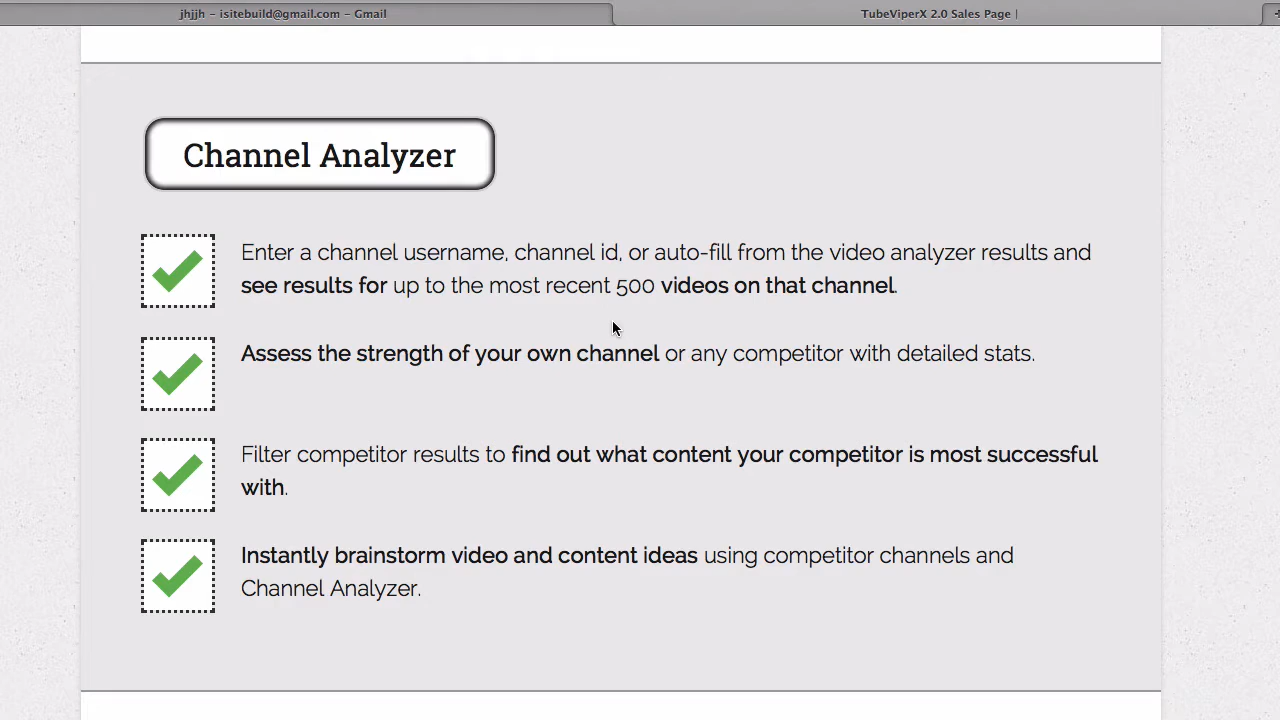 jhjjh – isitebuild@gmail.com – Gmail
TubeViperX 2.0 Sales Page |
Channel Analyzer
Enter a channel username, channel id, or auto-fill from the video analyzer results and
see results for up to the most recent 500 videos on that channel.
Assess the strength of your own channel or any competitor with detailed stats.
Filter competitor results to find out what content your competitor is most successful
with.
Instantly brainstorm video and content ideas using competitor channels and
Channel Analyzer.